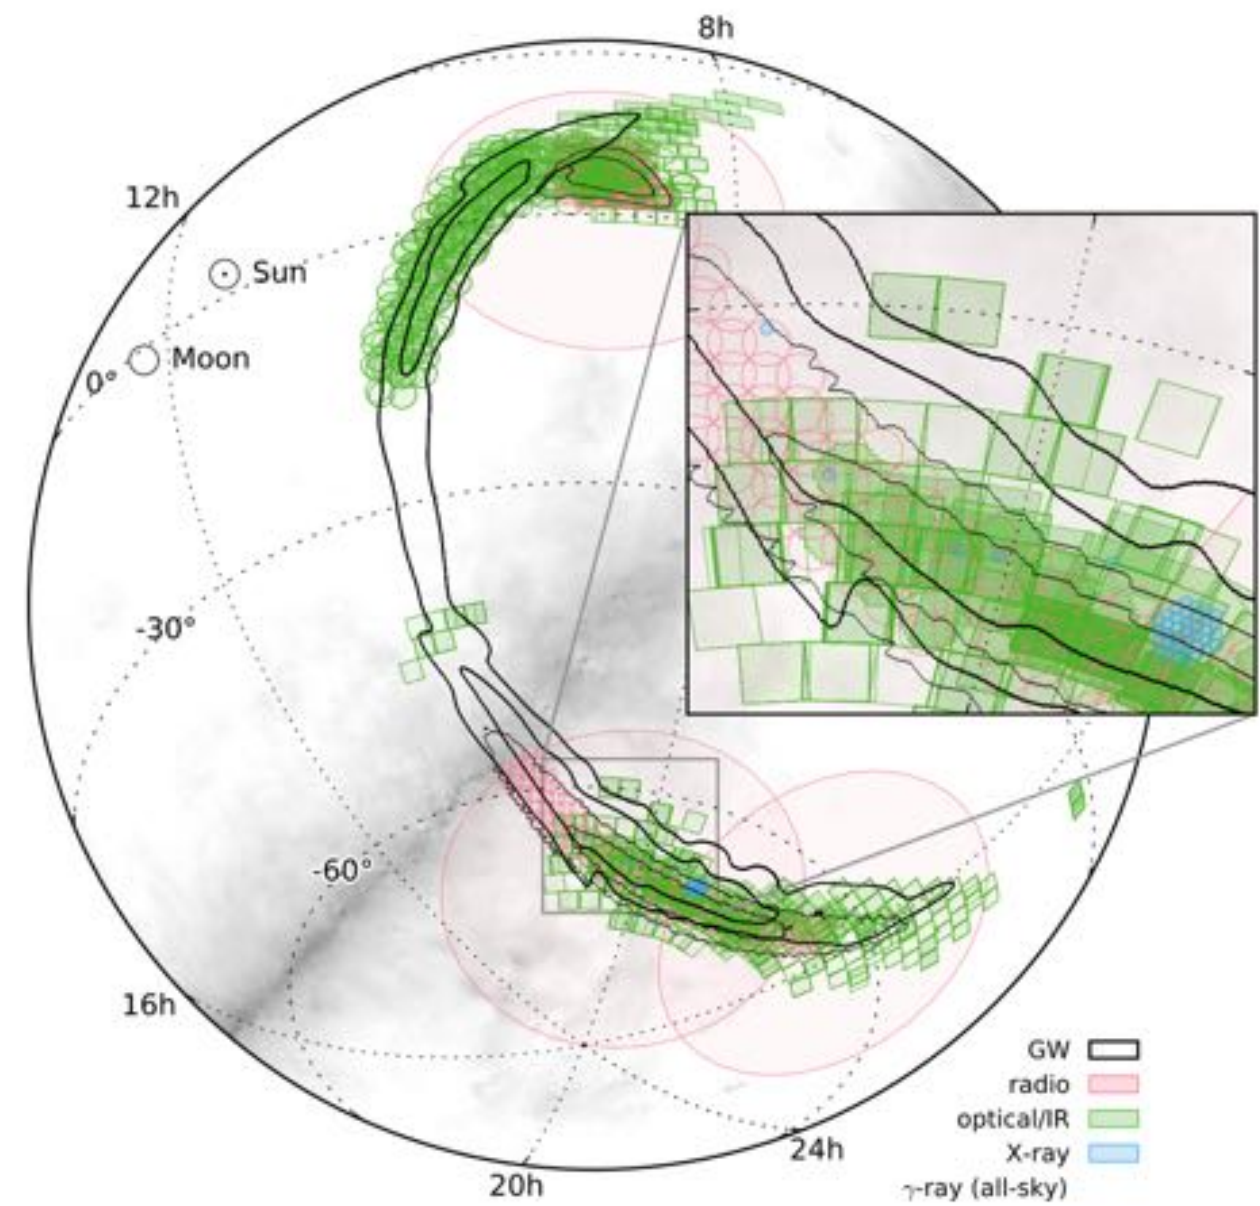 8h
12h
Sun
Moon
0°
-30°
-60°
16h
GW
radio
optical/IR
X-ray
γ-ray (all-sky)
24h
20h